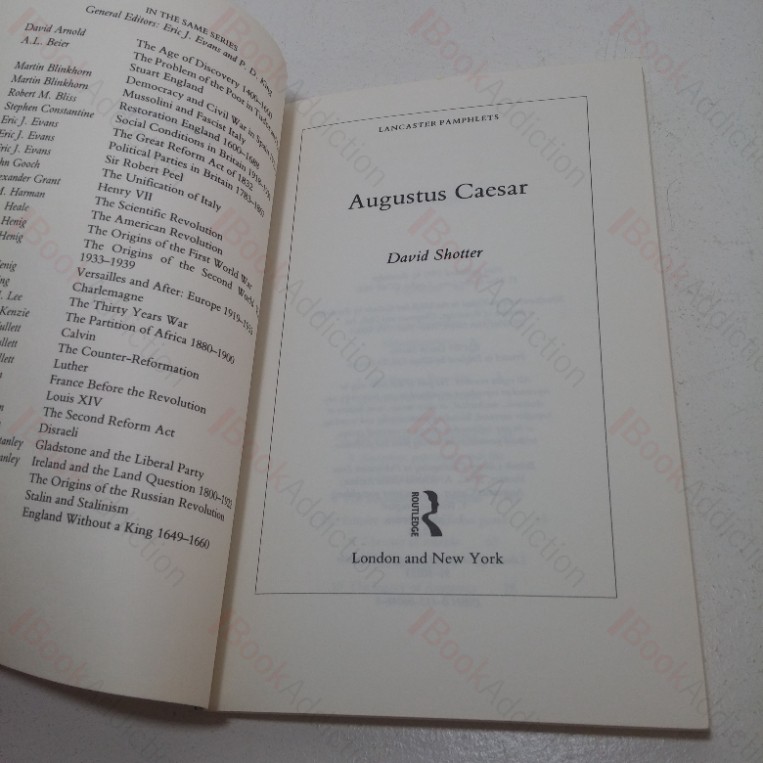 IN THE SAME SERIES
General Editors: Eric J. Evans and P. D. King
David Arnold The Age of Discovery 1400–1600
A.L. Beier The Problem of the Poor in Tudor
Stuart England
Martin Blinkhorn Democracy and Civil War in Spain
Martin Blinkhorn Mussolini and Fascist Italy
Robert M. Bliss Restoration England 1600–1688
Stephen Constantine Social Conditions in Britain 1918–
Eric J. Evans The Great Reform Act of 1832
Eric J. Evans Political Parties in Britain 1783–1867
Eric J. Evans Sir Robert Peel
Gooch The Unification of Italy
Alexander Grant Henry VII
Harman The Scientific Revolution
Heale The American Revolution
Henig The Origins of the First World War
Henig The Origins of the Second World
1933–1939
Versailles and After: Europe 1919–
Charlemagne
Lee The Thirty Years War
The Partition of Africa 1880–1900
Calvin
The Counter-Reformation
Luther
France Before the Revolution
Louis XIV
The Second Reform Act
Disraeli
Gladstone and the Liberal Party
Ireland and the Land Question 1800–1922
The Origins of the Russian Revolution
Stalin and Stalinism
England Without a King 1649–1660
LANCASTER PAMPHLETS
Augustus Caesar
David Shotter
ROUTLEDGE
London and New York
BookAddiction